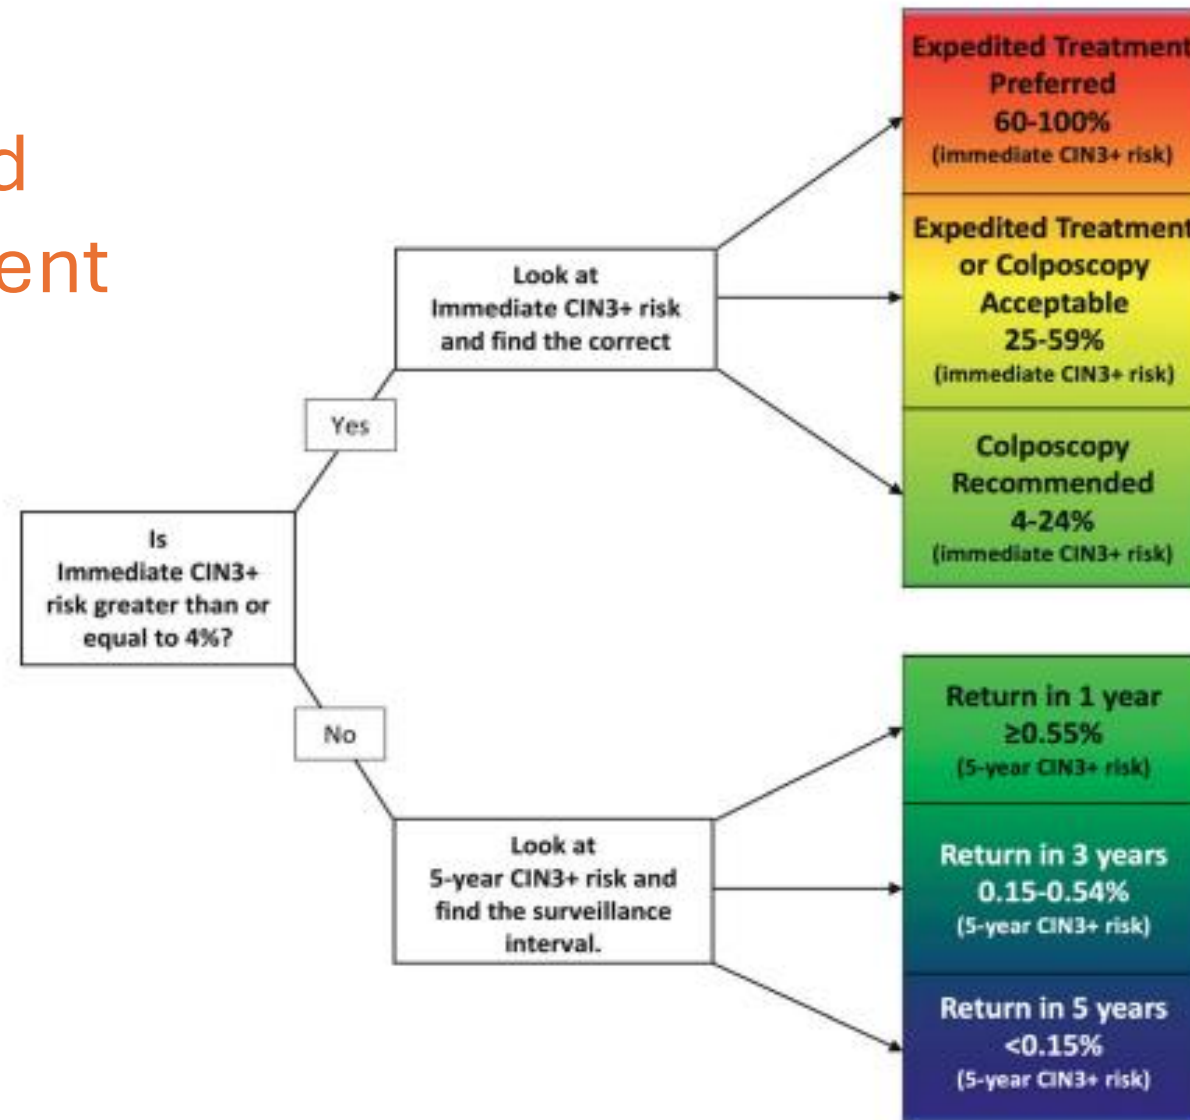 d
ent
Is
Immediate CIN3+
risk greater than or
equal to 4%?
Yes
Look at
Immediate CIN3+ risk
and find the correct
Expedited Treatment
Preferred
60-100%
(immediate CIN3+ risk)
Expedited Treatment
or Colposcopy
Acceptable
25-59%
(immediate CIN3+ risk)
Colposcopy
Recommended
4-24%
(immediate CIN3+ risk)
No
Look at
5-year CIN3+ risk and
find the surveillance
interval.
Return in 1 year
≥0.55%
(5-year CIN3+ risk)
Return in 3 years
0.15-0.54%
(5-year CIN3+ risk)
Return in 5 years
<0.15%
(5-year CIN3+ risk)